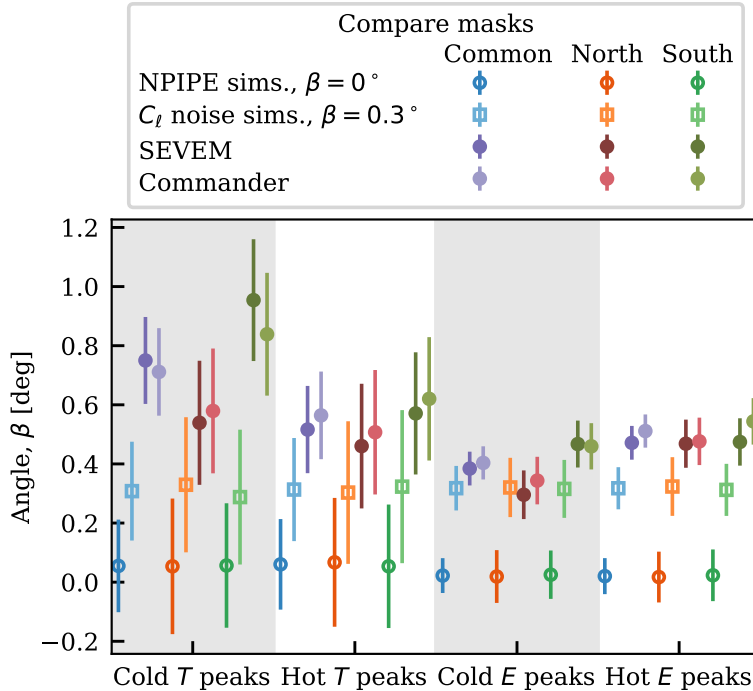 Compare masks
Common North South
NPIPE sims., β = 0°
Cℓ noise sims., β = 0.3°
SEVEM
Commander
1.2
1.0
0.8
0.6
0.4
0.2
0.0
−0.2
Angle, β [deg]
Cold T peaks Hot T peaks Cold E peaks Hot E peaks